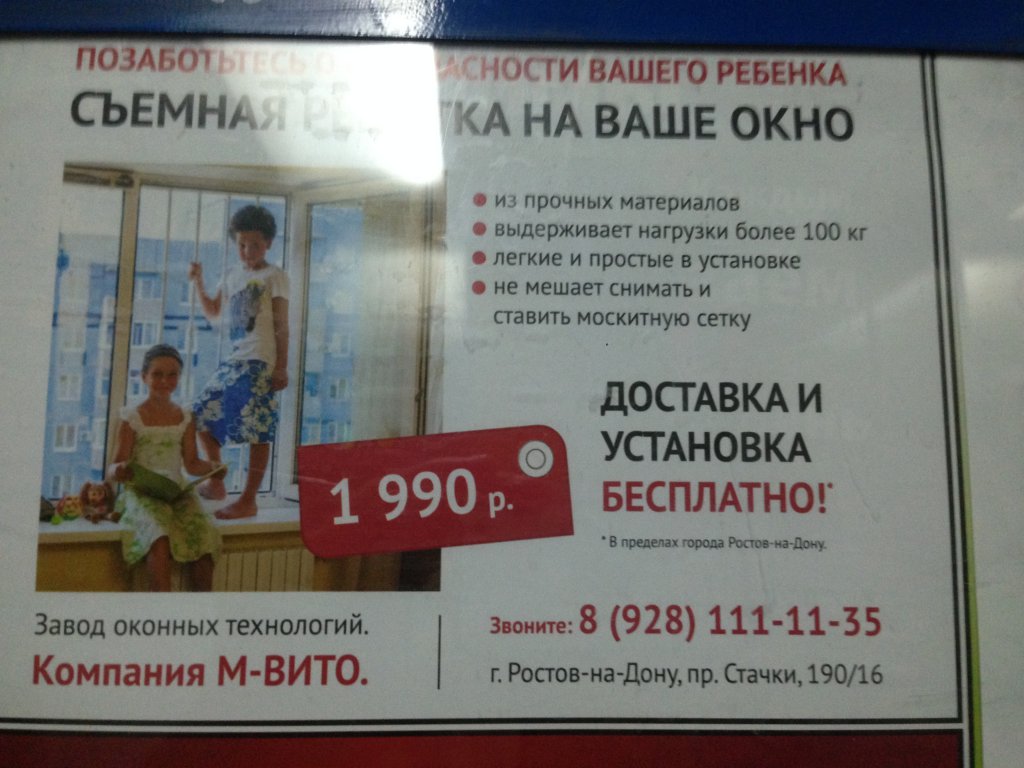 ПОЗАБОТЬТЕСЬ ВАШЕГО РЕБЕНКА
СЪЕМНАЯ НА ВАШЕ ОКНО
из прочных материалов
выдерживает нагрузки более 100 кг
легкие и простые в установке
не мешает снимать и
ставить москитную сетку
ДОСТАВКА И
УСТАНОВКА
БЕСПЛАТНО!*
* В пределах города Ростов-на-Дону.
1 990 р.
Завод оконных технологий.
Компания М-ВИТО.
Звоните: 8 (928) 111-11-35
г. Ростов-на-Дону, пр. Стачки, 190/16